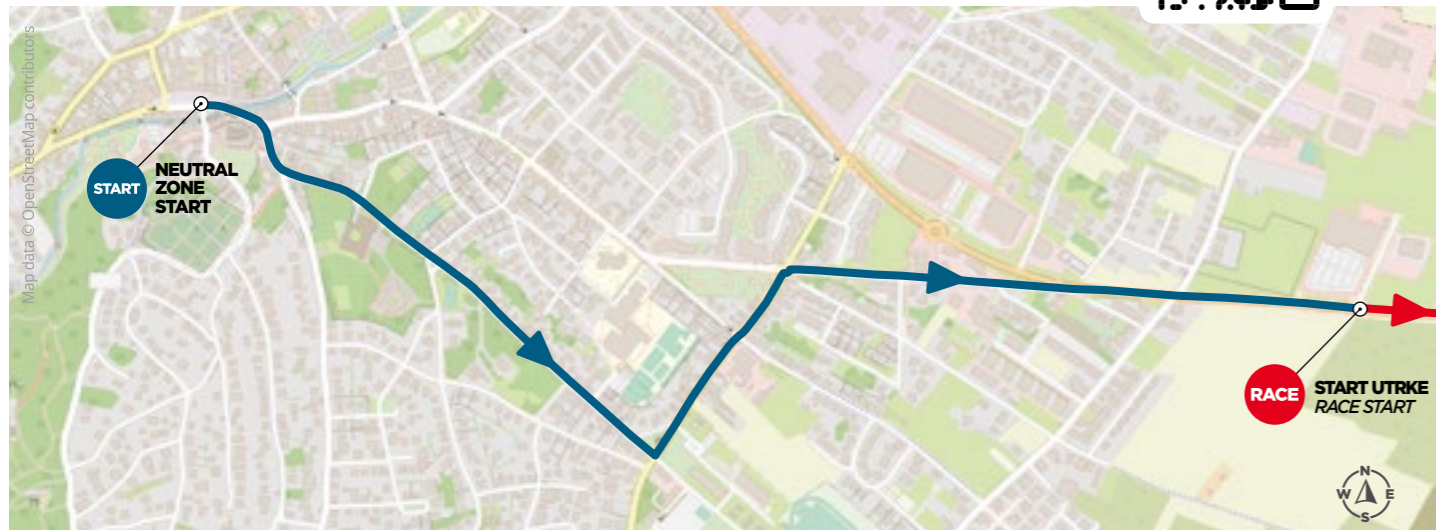 Map data © OpenStreetMap contributors
START
NEUTRAL
ZONE
START
RACE
START UTRKE
RACE START
N
W E
S